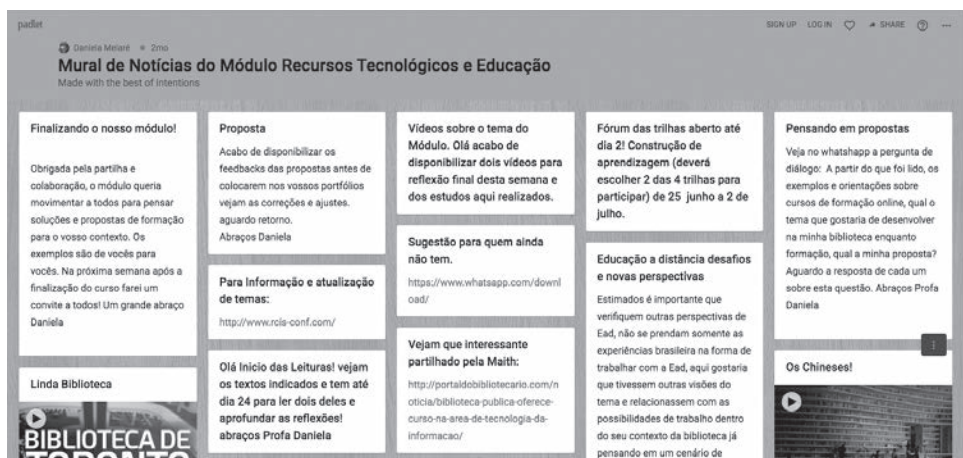 padlet
SIGN UP LOG IN SHARE
Daniela Melaré 2mo
Mural de Notícias do Módulo Recursos Tecnológicos e Educação
Made with the best of intentions
Finalizando o nosso módulo!
Obrigada pela partilha e
colaboração, o módulo queria
movimentar a todos para pensar
soluções e propostas de formação
para o vosso contexto. Os
exemplos são de vocês para
vocês. Na próxima semana após a
finalização do curso farei um
convite a todos! Um grande abraço
Daniela
Linda Biblioteca
BIBLIOTECA DE
TORONTO
Proposta
Acabo de disponibilizar os
feedbacks das propostas antes de
colocarem nos vossos portfólios
vejam as correções e ajustes.
aguardo retorno.
Abraços Daniela
Para Informação e atualização
de temas:
http://www.rcis-conf.com/
Olá Inicio das Leituras! vejam
os textos indicados e tem até
dia 24 para ler dois deles e
aprofundar as reflexões!
abraços Profa Daniela
Vídeos sobre o tema do
Módulo. Olá acabo de
disponibilizar dois vídeos para
reflexão final desta semana e
dos estudos aqui realizados.
Sugestão para quem ainda
não tem.
https://www.whatsapp.com/downl
oad/
Vejam que interessante
partilhado pela Maith:
http://portaldobibliotecario.com/n
oticia/biblioteca-publica-oferece-
curso-na-area-de-tecnologia-da-
informacao/
Fórum das trilhas aberto até
dia 2! Construção de
aprendizagem (deverá
escolher 2 das 4 trilhas para
participar) de 25 junho a 2 de
julho.
Educação a distância desafios
e novas perspectivas
Estimados é importante que
verifiquem outras perspectivas de
Ead, não se prendam somente as
experiências brasileira na forma de
trabalhar com a Ead, aqui gostaria
que tivessem outras visões do
tema e relacionassem com as
possibilidades de trabalho dentro
do seu contexto da biblioteca já
pensando em um cenário de
Pensando em propostas
Veja no whatshapp a pergunta de
diálogo: A partir do que foi lido, os
exemplos e orientações sobre
cursos de formação online, qual o
tema que gostaria de desenvolver
na minha biblioteca enquanto
formação, qual a minha proposta?
Aguardo a resposta de cada um
sobre esta questão. Abraços Profa
Daniela
Os Chineses!